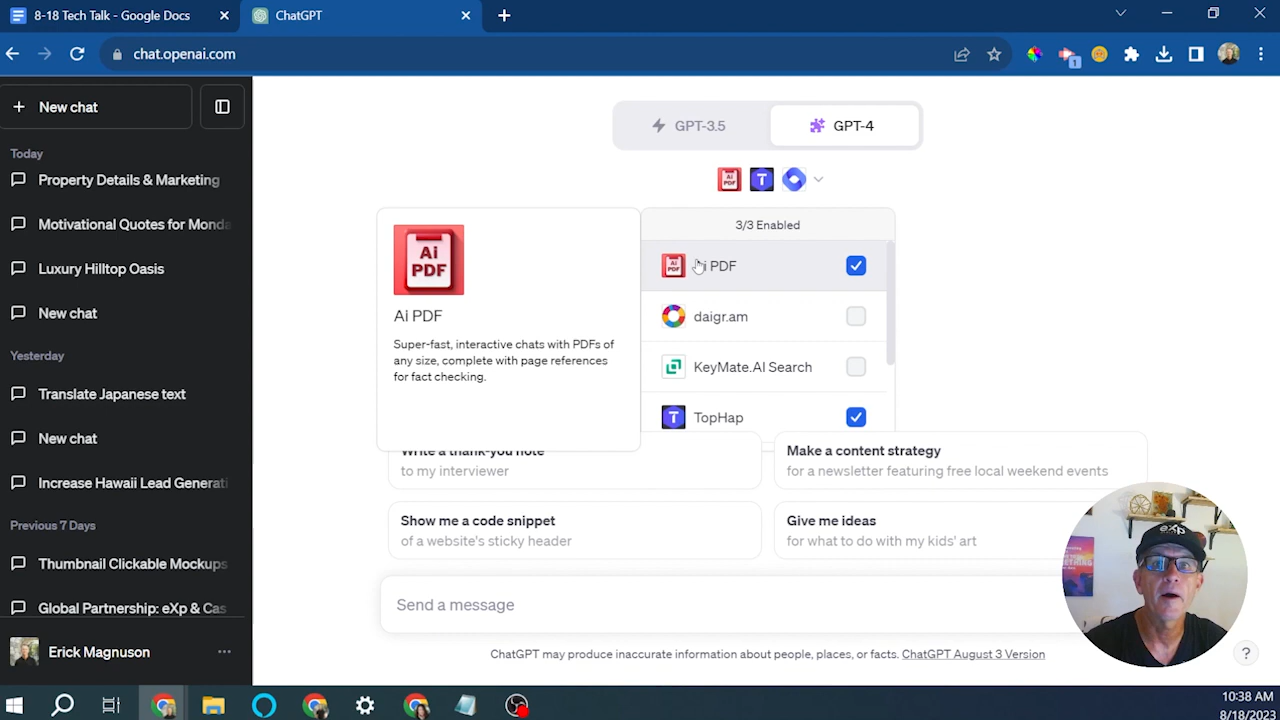 8-18 Tech Talk - Google Docs
ChatGPT
chat.openai.com
1
New chat
Today
Property Details & Marketing
Motivational Quotes for Monda
Luxury Hilltop Oasis
New chat
Yesterday
Translate Japanese text
New chat
Increase Hawaii Lead Generati
Previous 7 Days
Thumbnail Clickable Mockups
Global Partnership: eXp & Cas
Erick Magnuson
GPT-3.5
GPT-4
Ai PDF
T
3/3 Enabled
Ai PDF
Ai PDF
Super-fast, interactive chats with PDFs of
any size, complete with page references
for fact checking.
Ai PDF
PDF
daigr.am
KeyMate.AI Search
T
TopHap
Write a thank-you note
to my interviewer
Make a content strategy
for a newsletter featuring free local weekend events
Show me a code snippet
of a website's sticky header
Give me ideas
for what to do with my kids' art
eXp
Send a message
ChatGPT may produce inaccurate information about people, places, or facts. ChatGPT August 3 Version
?
10:38 AM
8/18/2023